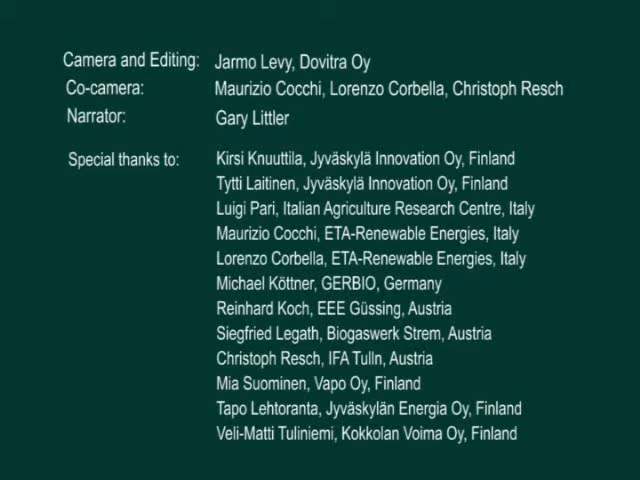 Camera and Editing: Jarmo Levy, Dovitra Oy
Co-camera: Maurizio Cocchi, Lorenzo Corbella, Christoph Resch
Narrator: Gary Littler
Special thanks to: Kirsi Knuuttila, Jyväskylä Innovation Oy, Finland
Tytti Laitinen, Jyväskylä Innovation Oy, Finland
Luigi Pari, Italian Agriculture Research Centre, Italy
Maurizio Cocchi, ETA-Renewable Energies, Italy
Lorenzo Corbella, ETA-Renewable Energies, Italy
Michael Köttner, GERBIO, Germany
Reinhard Koch, EEE Güssing, Austria
Siegfried Legath, Biogaswerk Strem, Austria
Christoph Resch, IFA Tulln, Austria
Mia Suominen, Vapo Oy, Finland
Tapo Lehtoranta, Jyväskylän Energia Oy, Finland
Veli-Matti Tuliniemi, Kokkolan Voima Oy, Finland